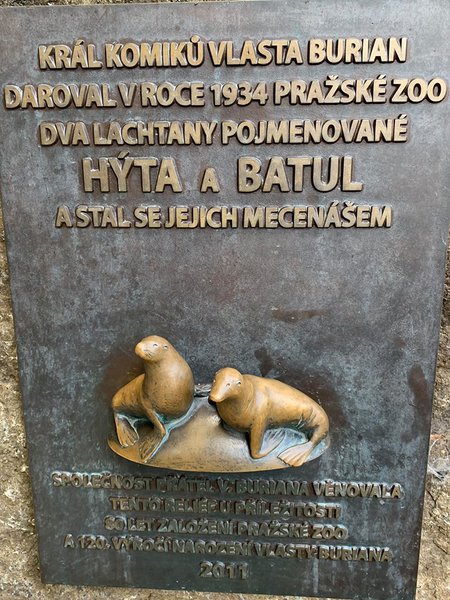 KRÁL KOMIKŮ VLASTA BURIAN
DAROVAL V ROCE 1934 PRAŽSKÉ ZOO
DVA LACHTANY POJMENOVANÉ
HÝTA A BATUL
A STAL SE JEJICH MECENÁŠEM
SPOLEČNOST PŘÁTEL V. BURIANA VĚNOVALA
TENTO RELIÉF U PŘÍLEŽITOSTI
80 LET ZALOŽENÍ PRAŽSKÉ ZOO
A 120. VÝROČÍ NAROZENÍ VLASTY BURIANA
2011